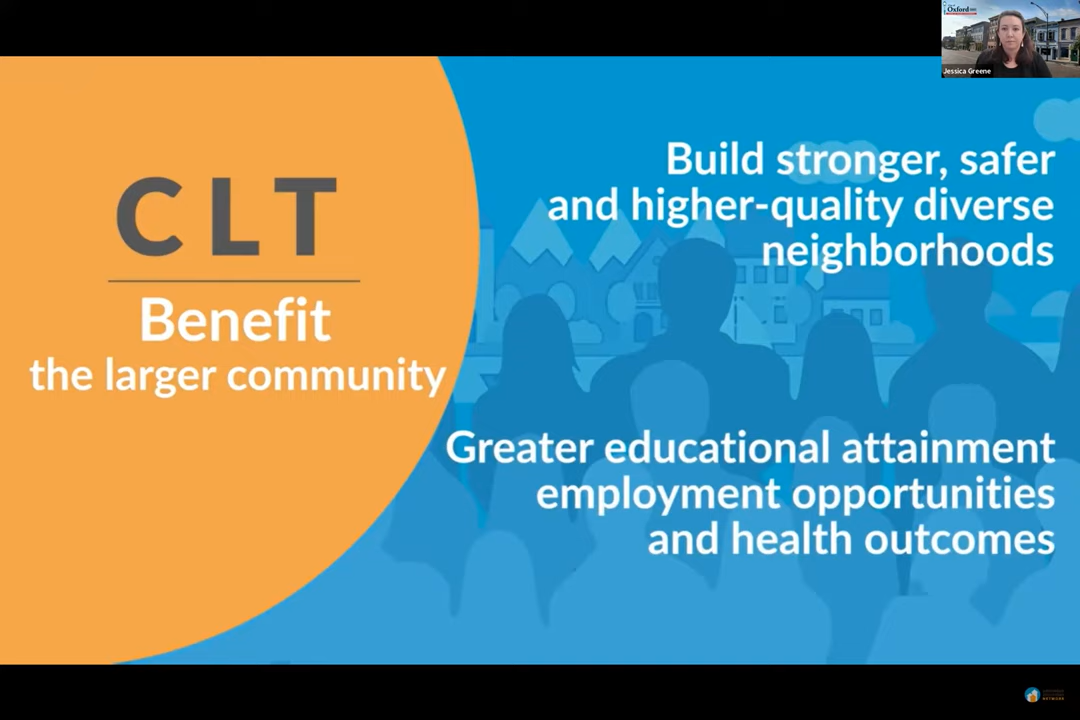 Oxford
Jessica Greene
CLT
Benefit
the larger community
Build stronger, safer
and higher-quality diverse
neighborhoods
Greater educational attainment
employment opportunities
and health outcomes
NETWORK